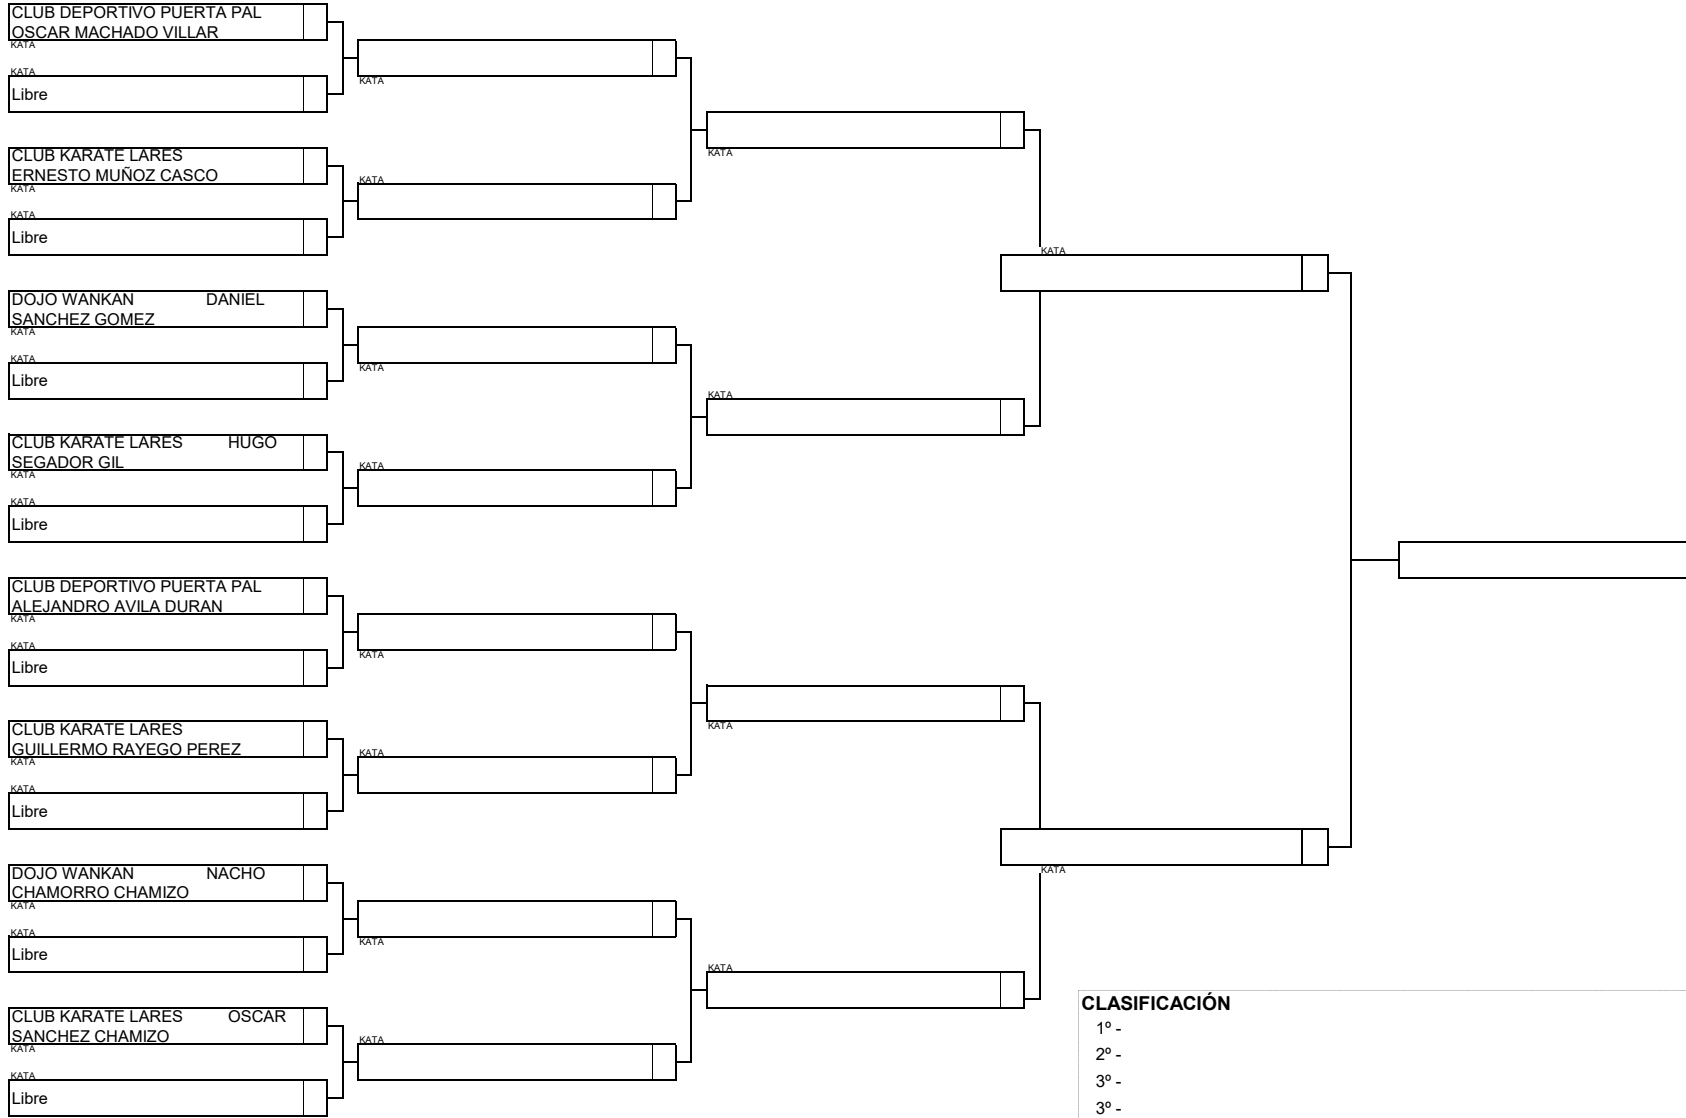 CLUB DEPORTIVO PUERTA PAL
OSCAR MACHADO VILLAR
KATA
KATA
Libre
CLUB KARATE LARES
ERNESTO MUÑOZ CASCO
KATA
KATA
Libre
DOJO WANKAN DANIEL
SANCHEZ GOMEZ
KATA
KATA
Libre
CLUB KARATE LARES HUGO
SEGADOR GIL
KATA
KATA
Libre
CLUB DEPORTIVO PUERTA PAL
ALEJANDRO AVILA DURAN
KATA
KATA
Libre
CLUB KARATE LARES
GUILLERMO RAYEGO PEREZ
KATA
KATA
Libre
DOJO WANKAN NACHO
CHAMORRO CHAMIZO
KATA
KATA
Libre
CLUB KARATE LARES OSCAR
SANCHEZ CHAMIZO
KATA
KATA
Libre
KATA
KATA
KATA
KATA
KATA
KATA
KATA
KATA
KATA
KATA
KATA
KATA
KATA
KATA
CLASIFICACIÓN
1º -
2º -
3º -
3º -